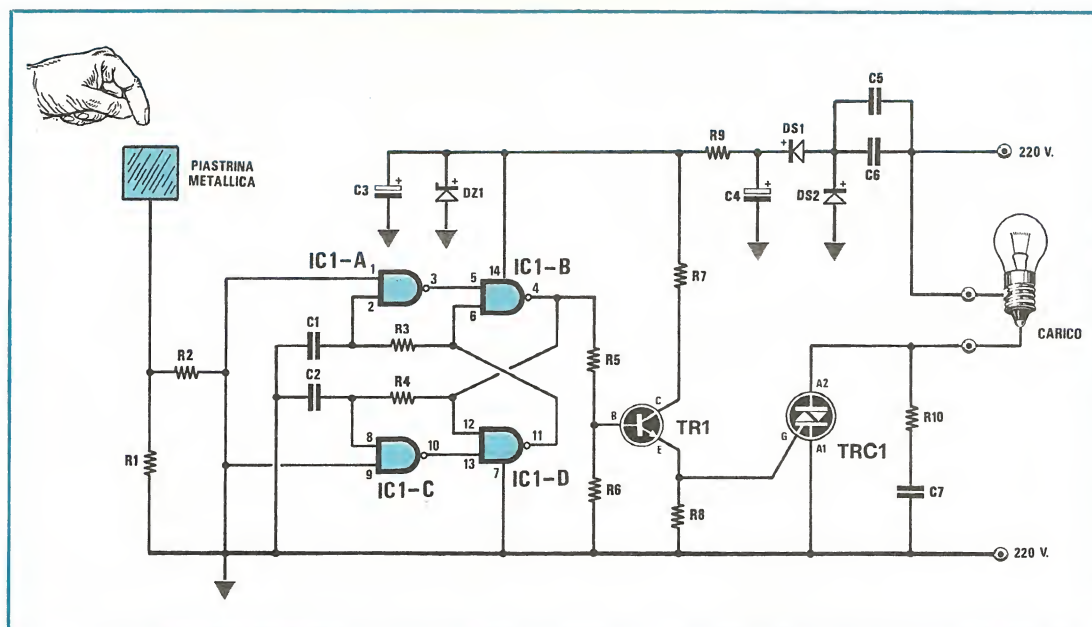 PIASTRINA
METALLICA
R1
R2
C1
C2
C3
DZ1
IC1-A
1
2
3
R3
R4
8
9
10
IC1-C
14
IC1-B
5
6
4
12
13
11
7
IC1-D
R5
R6
R7
B
C
E
TR1
R8
R9
C4
DS1
DS2
C5
C6
220 V.
CARICO
A2
G
A1
TRC1
R10
C7
220 V.